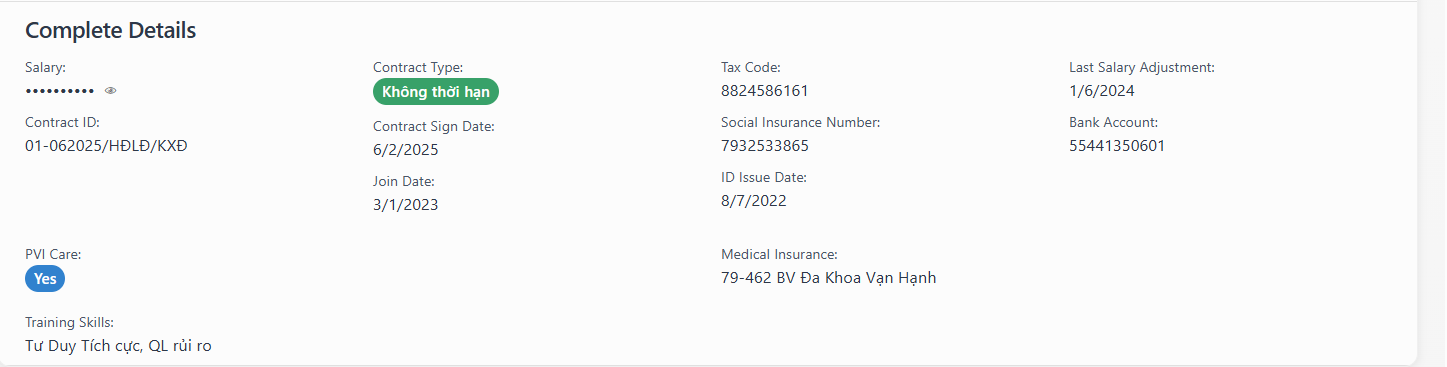 Complete Details
Salary:
••••••••••
Contract ID:
01-062025/HĐLĐ/KXĐ
Contract Type:
Không thời hạn
Contract Sign Date:
6/2/2025
Join Date:
3/1/2023
Tax Code:
8824586161
Social Insurance Number:
7932533865
ID Issue Date:
8/7/2022
Last Salary Adjustment:
1/6/2024
Bank Account:
55441350601
PVI Care:
Yes
Medical Insurance:
79-462 BV Đa Khoa Vạn Hạnh
Training Skills:
Tư Duy Tích cực, QL rủi ro